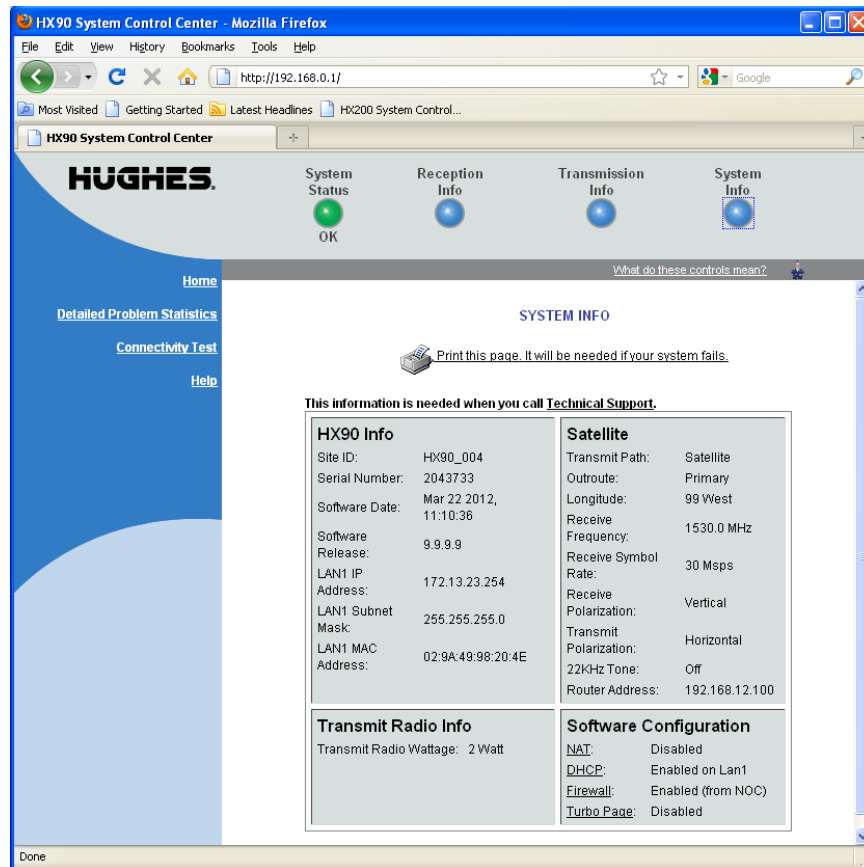 HX90 System Control Center - Mozilla Firefox
File Edit View History Bookmarks Tools Help
http://192.168.0.1/
Google
Most Visited Getting Started Latest Headlines HX200 System Control...
HX90 System Control Center
HUGHES.
System Status
OK
Reception Info
Transmission Info
System Info
What do these controls mean?
Home
Detailed Problem Statistics
Connectivity Test
Help
SYSTEM INFO
Print this page. It will be needed if your system fails.
This information is needed when you call Technical Support.
HX90 Info
Site ID: HX90_004
Serial Number: 2043733
Software Date: Mar 22 2012, 11:10:36
Software Release: 9.9.9.9
LAN1 IP Address: 172.13.23.254
LAN1 Subnet Mask: 255.255.255.0
LAN1 MAC Address: 02:9A:49:98:20:4E
Satellite
Transmit Path: Satellite
Outroute: Primary
Longitude: 99 West
Receive Frequency: 1530.0 MHz
Receive Symbol Rate: 30 Msps
Receive Polarization: Vertical
Transmit Polarization: Horizontal
22KHz Tone: Off
Router Address: 192.168.12.100
Transmit Radio Info
Transmit Radio Wattage: 2 Watt
Software Configuration
NAT: Disabled
DHCP: Enabled on Lan1
Firewall: Enabled (from NOC)
Turbo Page: Disabled
Done